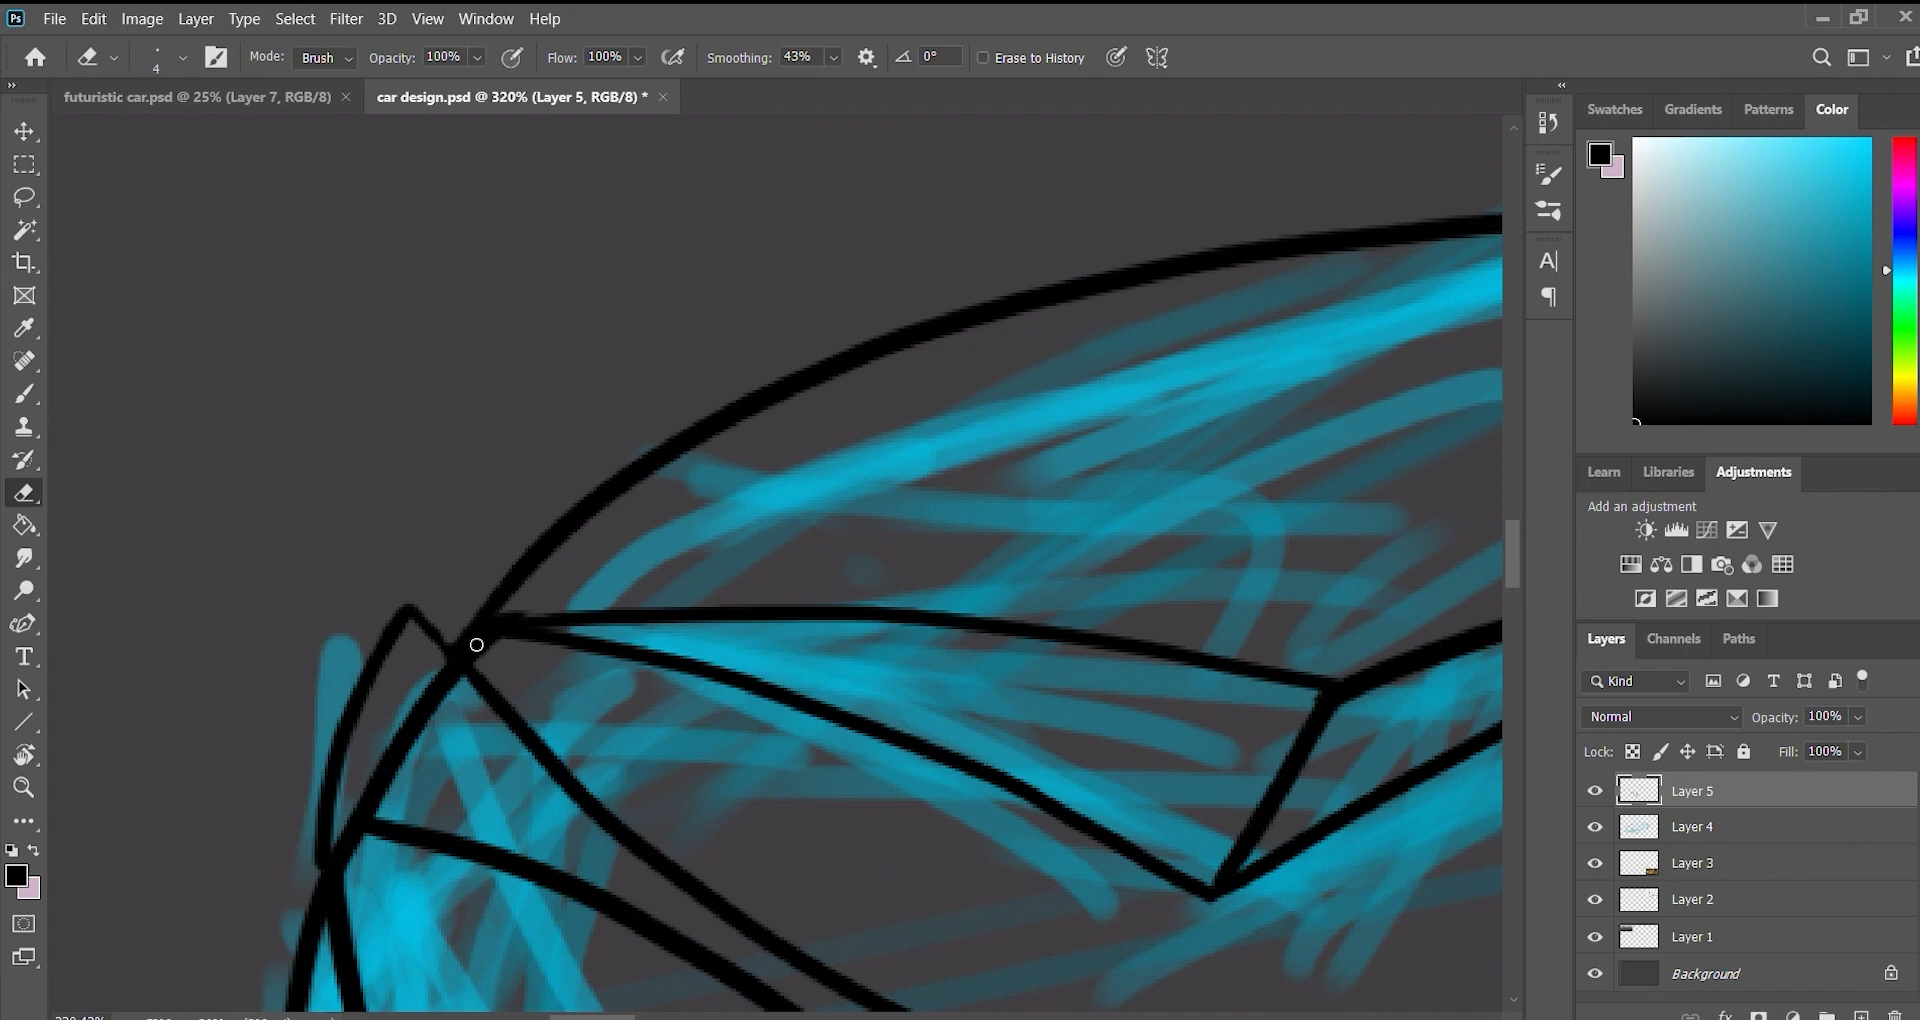 Ps File Edit Image Layer Type Select Filter 3D View Window Help
4 Mode: Brush Opacity: 100% Flow: 100% Smoothing: 43% 0° Erase to History
futuristic car.psd @ 25% (Layer 7, RGB/8) × car design.psd @ 320% (Layer 5, RGB/8) * ×
Swatches Gradients Patterns Color
Learn Libraries Adjustments
Add an adjustment
Layers Channels Paths
Kind
Normal Opacity: 100%
Lock: Fill: 100%
Layer 5
Layer 4
Layer 3
Layer 2
Layer 1
Background